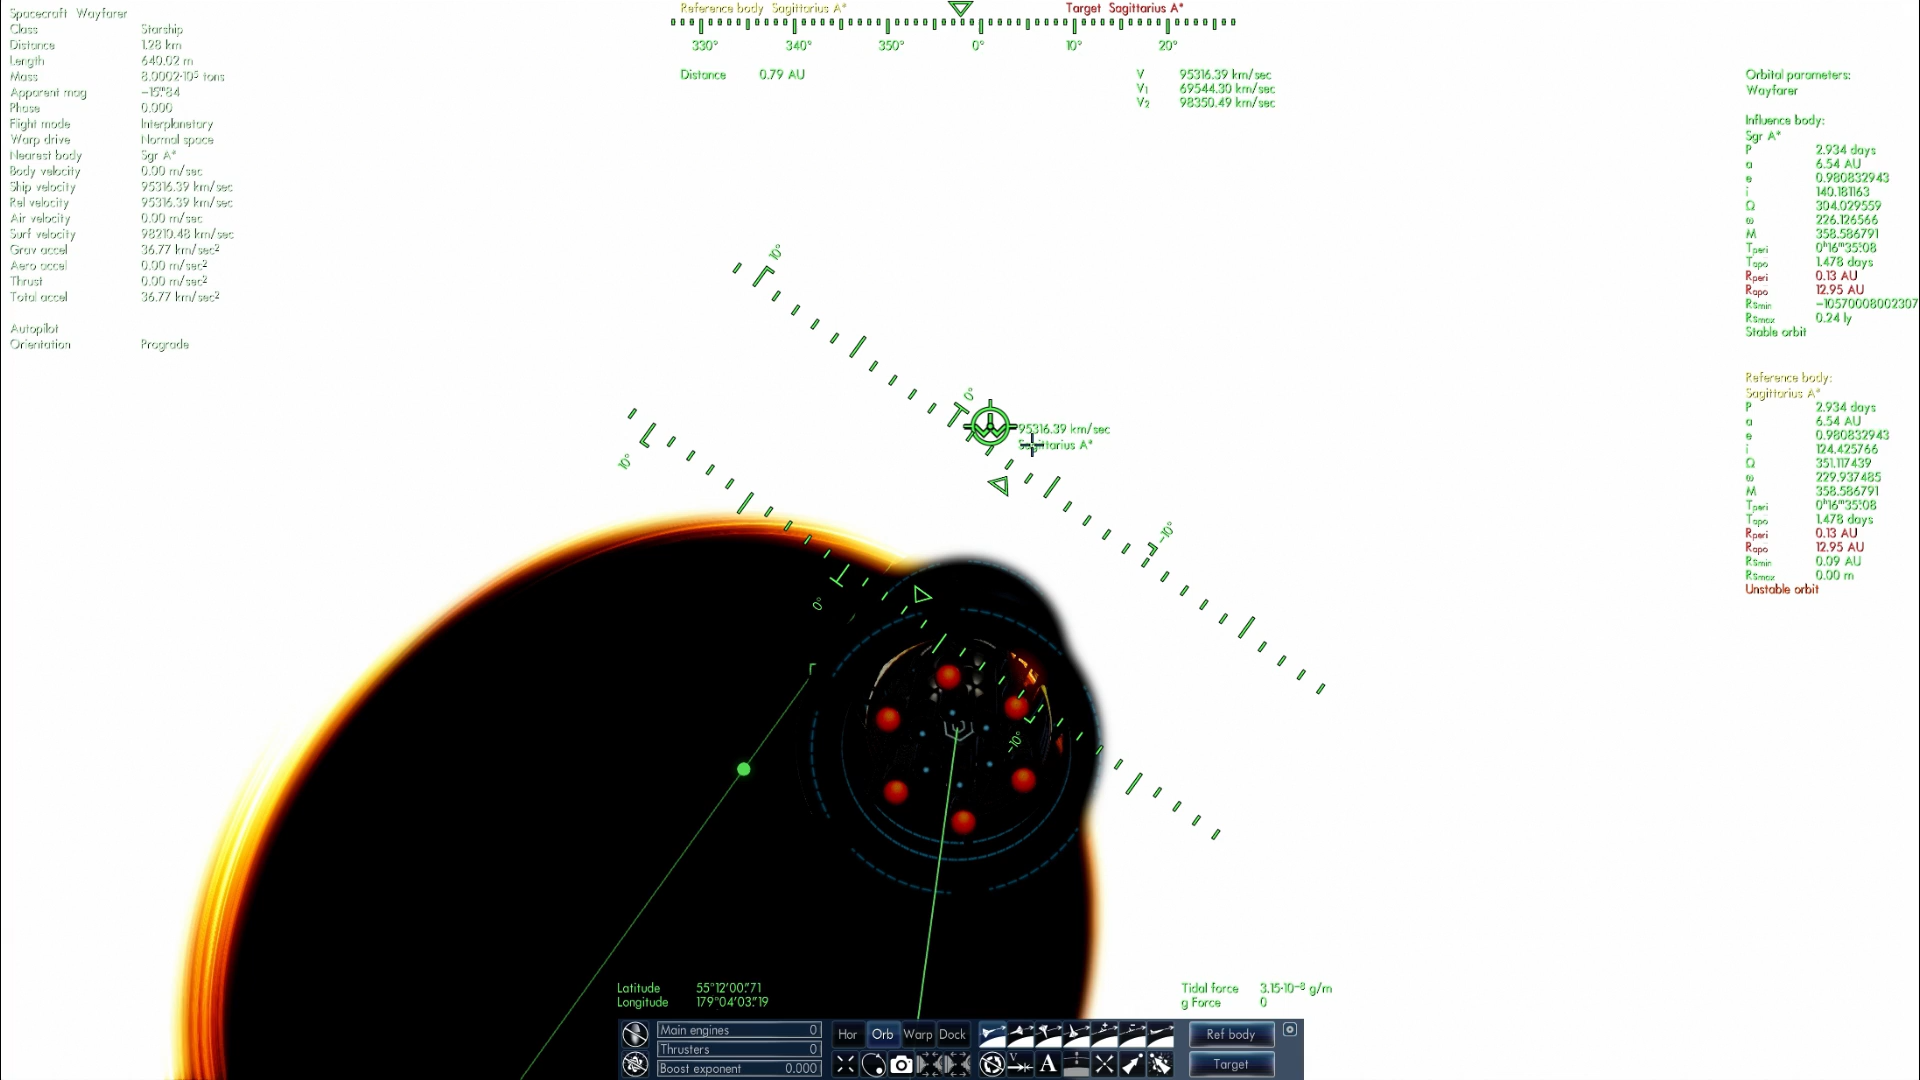 Spacecraft Wayfarer
Class Starship
Distance 1.28 km
Length 640.02 m
Mass 8.0002·10⁵ tons
Apparent mag −15ᵐ84
Phase 0.000
Flight mode Interplanetary
Warp drive Normal space
Nearest body Sgr A*
Body velocity 0.00 m/sec
Ship velocity 95316.39 km/sec
Rel velocity 95316.39 km/sec
Air velocity 0.00 m/sec
Surf velocity 98210.48 km/sec
Grav accel 36.77 km/sec²
Aero accel 0.00 m/sec²
Thrust 0.00 m/sec²
Total accel 36.77 km/sec²
Autopilot
Orientation Prograde
Reference body Sagittarius A*
Target Sagittarius A*
330° 340° 350° 0° 10° 20°
Distance 0.79 AU
V 95316.39 km/sec
V₁ 69544.30 km/sec
V₂ 98350.49 km/sec
10°
0°
-10°
95316.39 km/sec
Sagittarius A*
10°
0°
-10°
Orbital parameters:
Wayfarer
Influence body:
Sgr A*
P 2.934 days
a 6.54 AU
e 0.980832943
i 140.181163
Ω 304.029559
ω 226.126566
M 358.586791
Tperi 0ʰ16ᵐ35ˢ08
Tapo 1.478 days
Rperi 0.13 AU
Rapo 12.95 AU
Rsmin −10570008002307
Rsmax 0.24 ly
Stable orbit
Reference body:
Sagittarius A*
P 2.934 days
a 6.54 AU
e 0.980832943
i 124.425766
Ω 351.117439
ω 229.937485
M 358.586791
Tperi 0ʰ16ᵐ35ˢ08
Tapo 1.478 days
Rperi 0.13 AU
Rapo 12.95 AU
Rsmin 0.09 AU
Rsmax 0.00 m
Unstable orbit
Latitude 55°12'00."71
Longitude 179°04'03."19
Tidal force 3.15·10⁻⁸ g/m
g Force 0
Main engines 0
Thrusters 0
Boost exponent 0.000
Hor Orb Warp Dock
V
A
Ref body
Target